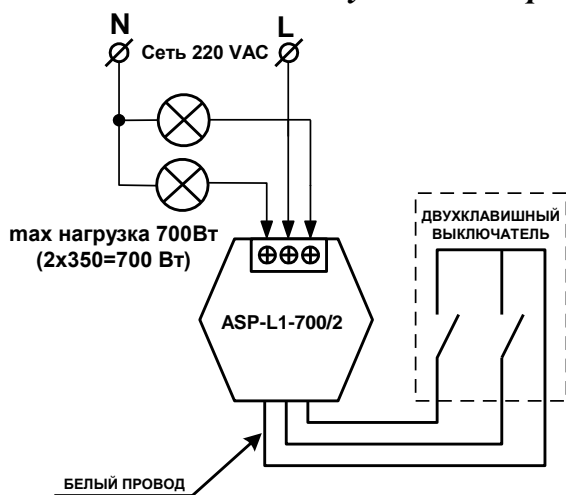 N
L
Сеть 220 VAC
max нагрузка 700Вт
(2x350=700 Вт)
ДВУХКЛАВИШНЫЙ
ВЫКЛЮЧАТЕЛЬ
ASP-L1-700/2
БЕЛЫЙ ПРОВОД